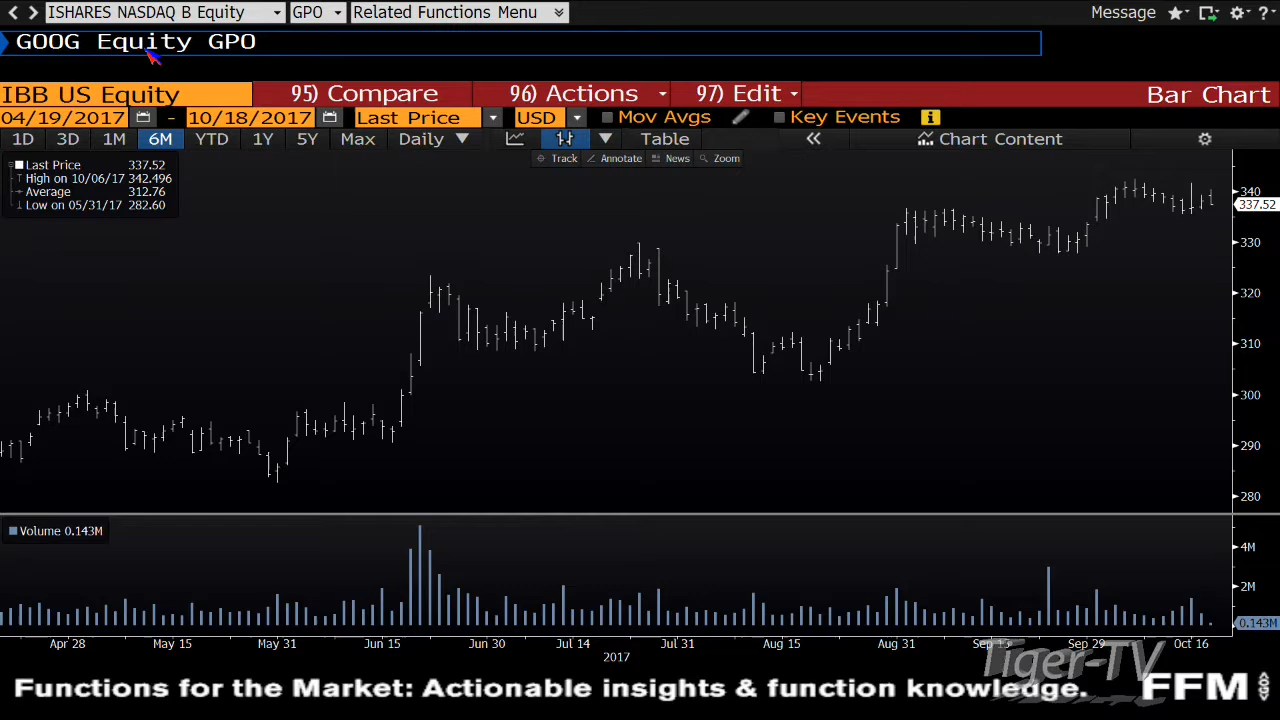 ISHARES NASDAQ B Equity GPO Related Functions Menu Message ?
GOOG Equity GPO
IBB US Equity 95) Compare 96) Actions 97) Edit Bar Chart
04/19/2017 - 10/18/2017 Last Price USD Mov Avgs Key Events i
1D 3D 1M 6M YTD 1Y 5Y Max Daily Table « Chart Content
Track Annotate News Zoom
Last Price 337.52
High on 10/06/17 342.496
Average 312.76
Low on 05/31/17 282.60
340
337.52
330
320
310
300
290
280
Volume 0.143M
4M
2M
0.143M
Apr 28 May 15 May 31 Jun 15 Jun 30 Jul 14 Jul 31 Aug 15 Aug 31 Sep 15 Sep 29 Oct 16
2017
Tiger-TV
Functions for the Market: Actionable insights & function knowledge. FFM